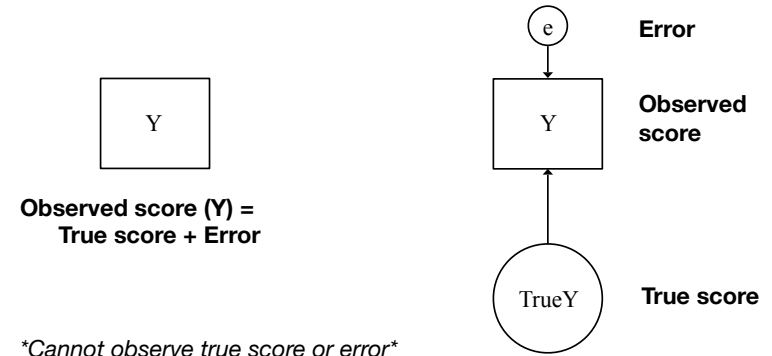 Y
Observed score (Y) =
True score + Error
*Cannot observe true score or error*
e
Error
Y
Observed
score
TrueY
True score